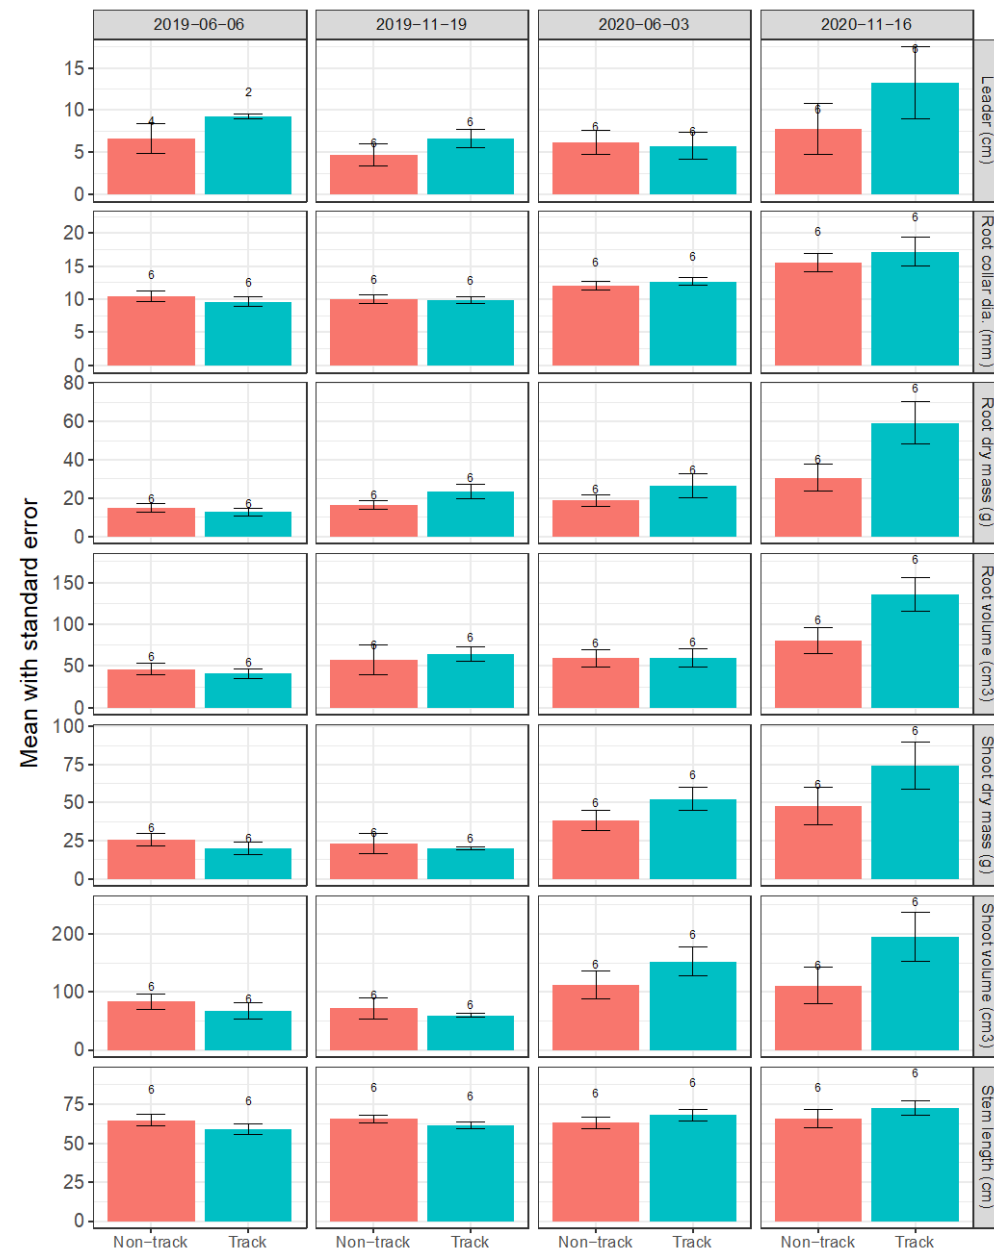 2019-06-06 2019-11-19 2020-06-03 2020-11-16
Mean with standard error
15
10
5
0
4 2 6 6 6 6 6 6
Leader (cm)
20
15
10
5
0
6 6 6 6 6 6 6 6
Root collar dia. (mm)
80
60
40
20
0
6 6 6 6 6 6 6 6
Root dry mass (g)
150
100
50
0
6 6 6 6 6 6 6 6
Root volume (cm3)
100
75
50
25
0
6 6 6 6 6 6 6 6
Shoot dry mass (g)
200
100
0
6 6 6 6 6 6 6 6
Shoot volume (cm3)
75
50
25
0
6 6 6 6 6 6 6 6
Stem length (cm)
Non-track Track Non-track Track Non-track Track Non-track Track